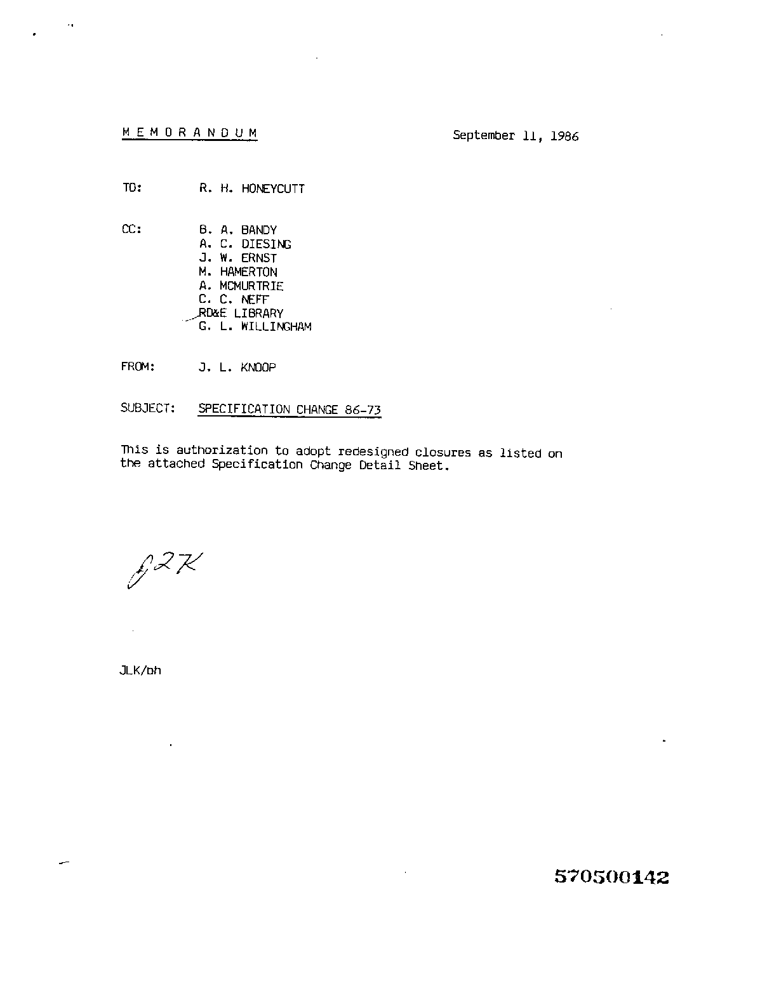 M E M O R A N D U M September 11, 1986
TO: R. H. HONEYCUTT
CC: B. A. BANDY
A. C. DIESING
J. W. ERNST
M. HAMERTON
A. MCMURTRIE
C. C. NEFF
RD&E LIBRARY
G. L. WILLINGHAM
FROM: J. L. KNOOP
SUBJECT: SPECIFICATION CHANGE 86-73
This is authorization to adopt redesigned closures as listed on
the attached Specification Change Detail Sheet.
JLK
JLK/bh
570500142